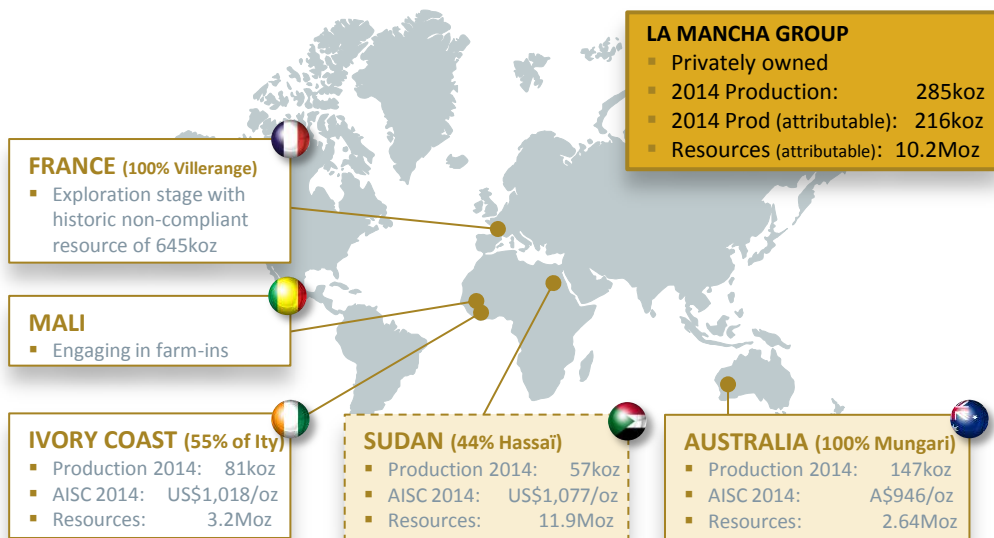 LA MANCHA GROUP
▪ Privately owned
▪ 2014 Production: 285koz
▪ 2014 Prod (attributable): 216koz
▪ Resources (attributable): 10.2Moz
FRANCE (100% Villerange)
▪ Exploration stage with
historic non-compliant
resource of 645koz
MALI
▪ Engaging in farm-ins
IVORY COAST (55% of Ity)
▪ Production 2014: 81koz
▪ AISC 2014: US$1,018/oz
▪ Resources: 3.2Moz
SUDAN (44% Hassaï)
▪ Production 2014: 57koz
▪ AISC 2014: US$1,077/oz
▪ Resources: 11.9Moz
AUSTRALIA (100% Mungari)
▪ Production 2014: 147koz
▪ AISC 2014: A$946/oz
▪ Resources: 2.64Moz